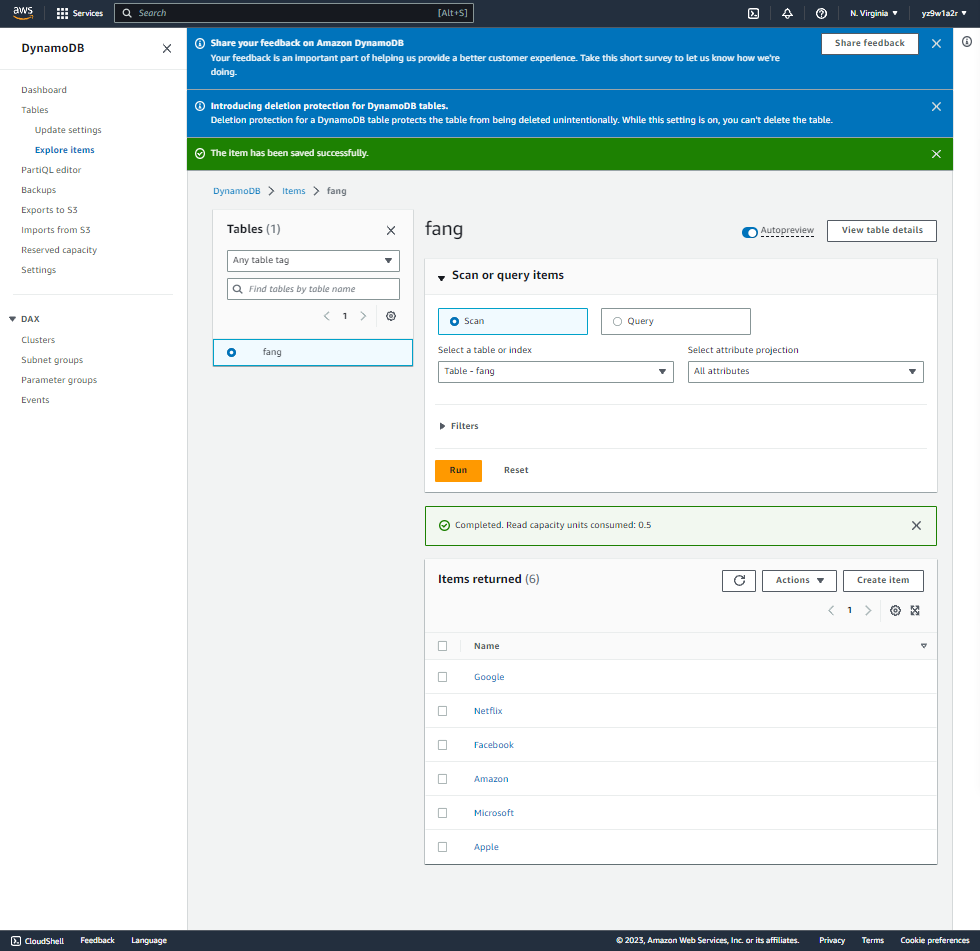 aws Services Search [Alt+S] N. Virginia yz9w1a2r
DynamoDB
Dashboard
Tables
Update settings
Explore items
PartiQL editor
Backups
Exports to S3
Imports from S3
Reserved capacity
Settings
DAX
Clusters
Subnet groups
Parameter groups
Events
Share your feedback on Amazon DynamoDB
Your feedback is an important part of helping us provide a better customer experience. Take this short survey to let us know how we're
doing.
Share feedback
Introducing deletion protection for DynamoDB tables.
Deletion protection for a DynamoDB table protects the table from being deleted unintentionally. While this setting is on, you can't delete the table.
The item has been saved successfully.
DynamoDB > Items > fang
Tables (1)
Any table tag
Find tables by table name
1
fang
fang
Autopreview
View table details
Scan or query items
Scan
Query
Select a table or index
Table - fang
Select attribute projection
All attributes
Filters
Run
Reset
Completed. Read capacity units consumed: 0.5
Items returned (6)
Actions
Create item
1
Name
Google
Netflix
Facebook
Amazon
Microsoft
Apple
CloudShell Feedback Language © 2023, Amazon Web Services, Inc. or its affiliates. Privacy Terms Cookie preferences